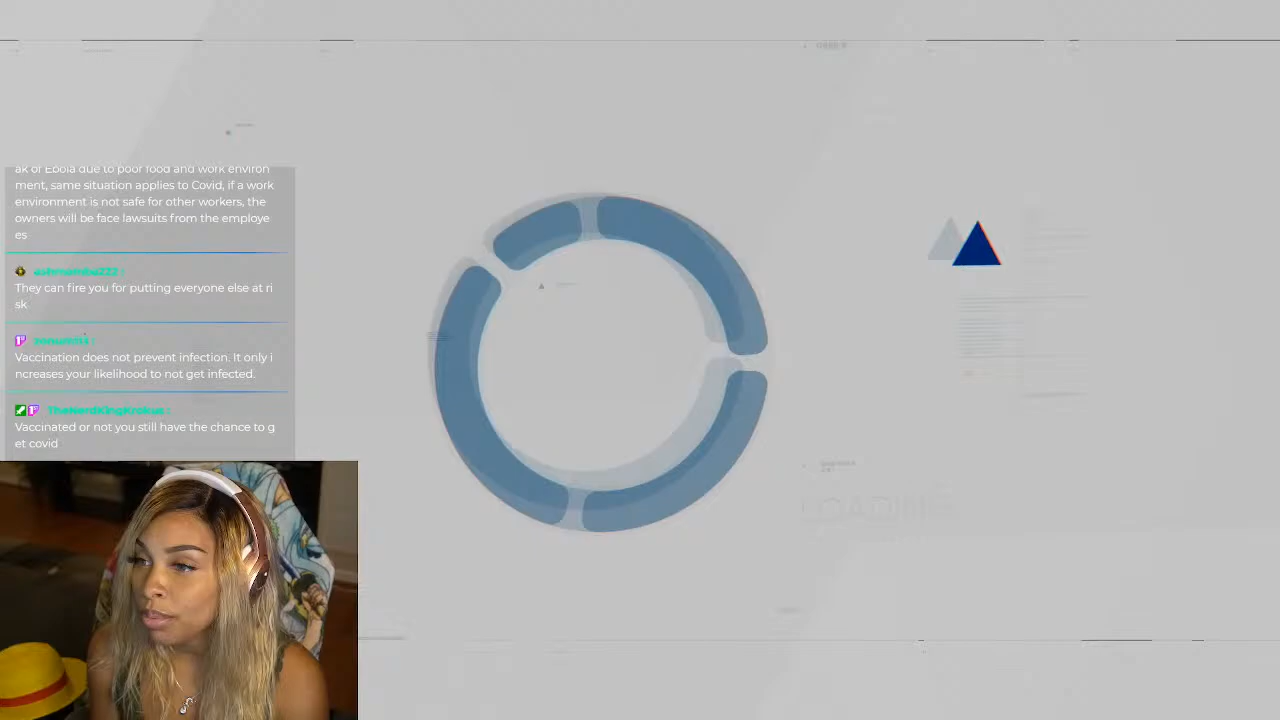 ak of Ebola due to poor food and work environ
ment, same situation applies to Covid, if a work
environment is not safe for other workers, the
owners will be face lawsuits from the employe
es
They can fire you for putting everyone else at ri
sk
Vaccination does not prevent infection. It only i
ncreases your likelihood to not get infected.
TheNerdKingKrokus :
Vaccinated or not you still have the chance to g
et covid
LOADING